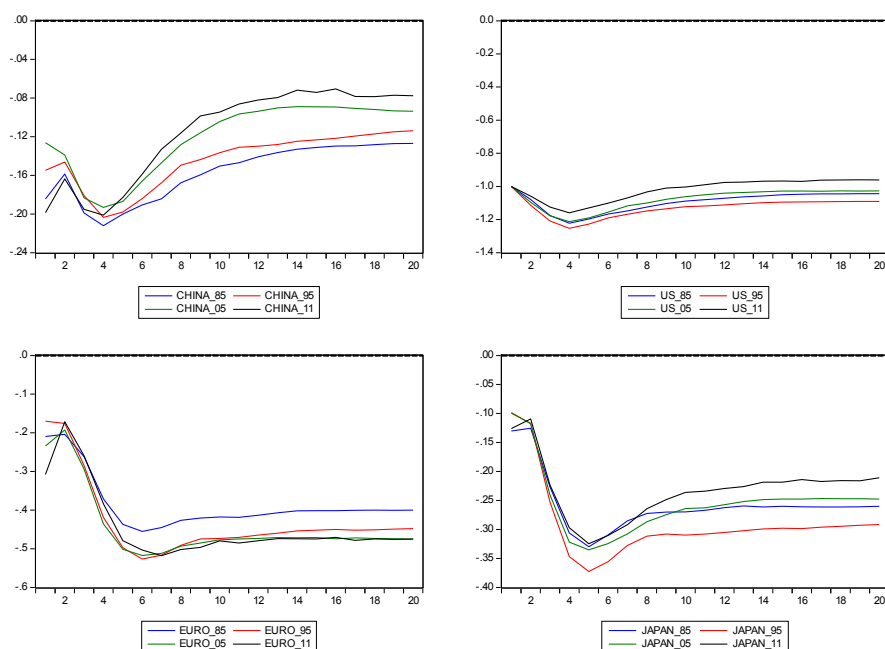 .00
-.04
-.08
-.12
-.16
-.20
-.24
2 4 6 8 10 12 14 16 18 20
CHINA_85 CHINA_95
CHINA_05 CHINA_11
0.0
-0.2
-0.4
-0.6
-0.8
-1.0
-1.2
-1.4
2 4 6 8 10 12 14 16 18 20
US_85 US_95
US_05 US_11
.0
-.1
-.2
-.3
-.4
-.5
-.6
2 4 6 8 10 12 14 16 18 20
EURO_85 EURO_95
EURO_05 EURO_11
.00
-.05
-.10
-.15
-.20
-.25
-.30
-.35
-.40
2 4 6 8 10 12 14 16 18 20
JAPAN_85 JAPAN_95
JAPAN_05 JAPAN_11